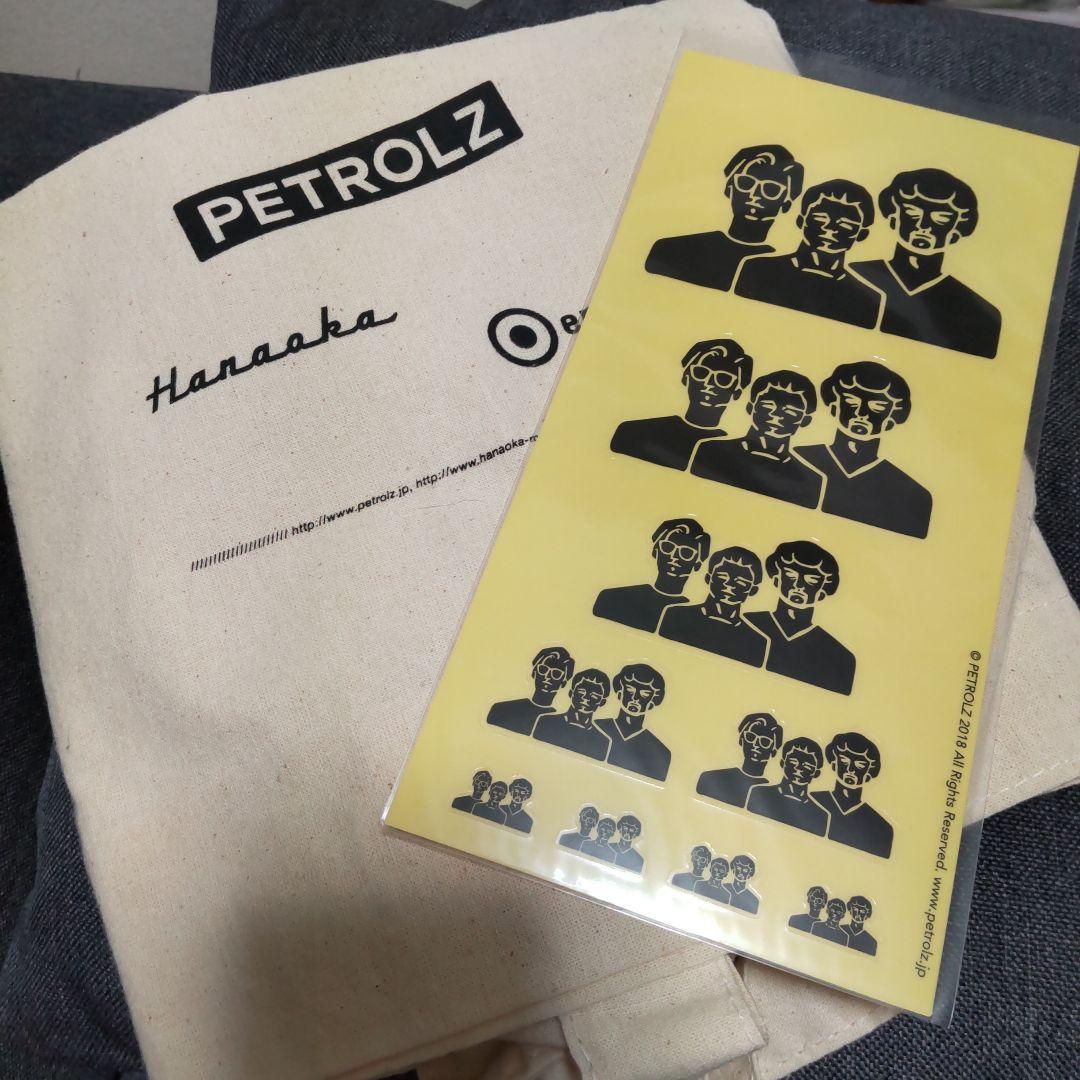 PETROLZ
Hanaoka
//////////////////// http://www.petrolz.jp, http://www.hanaoka-m
© PETROLZ 2018 All Rights Reserved. www.petrolz.jp